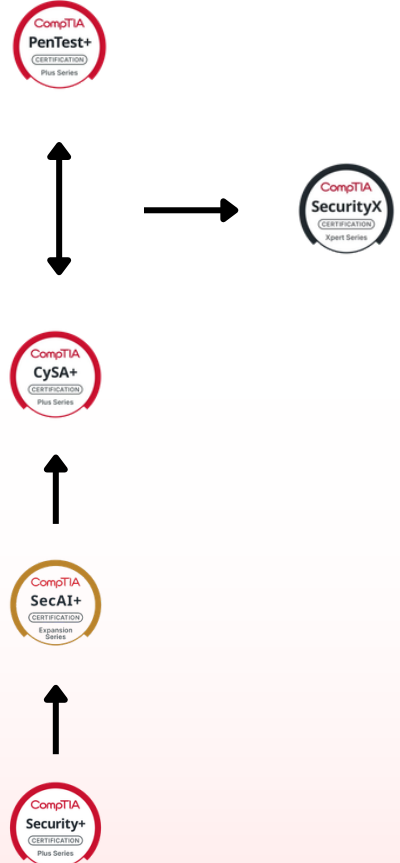 CompTIA
PenTest+
CERTIFICATION
Plus Series
CompTIA
SecurityX
CERTIFICATION
Xpert Series
CompTIA
CySA+
CERTIFICATION
Plus Series
CompTIA
SecAI+
CERTIFICATION
Expansion
Series
CompTIA
Security+
CERTIFICATION
Plus Series